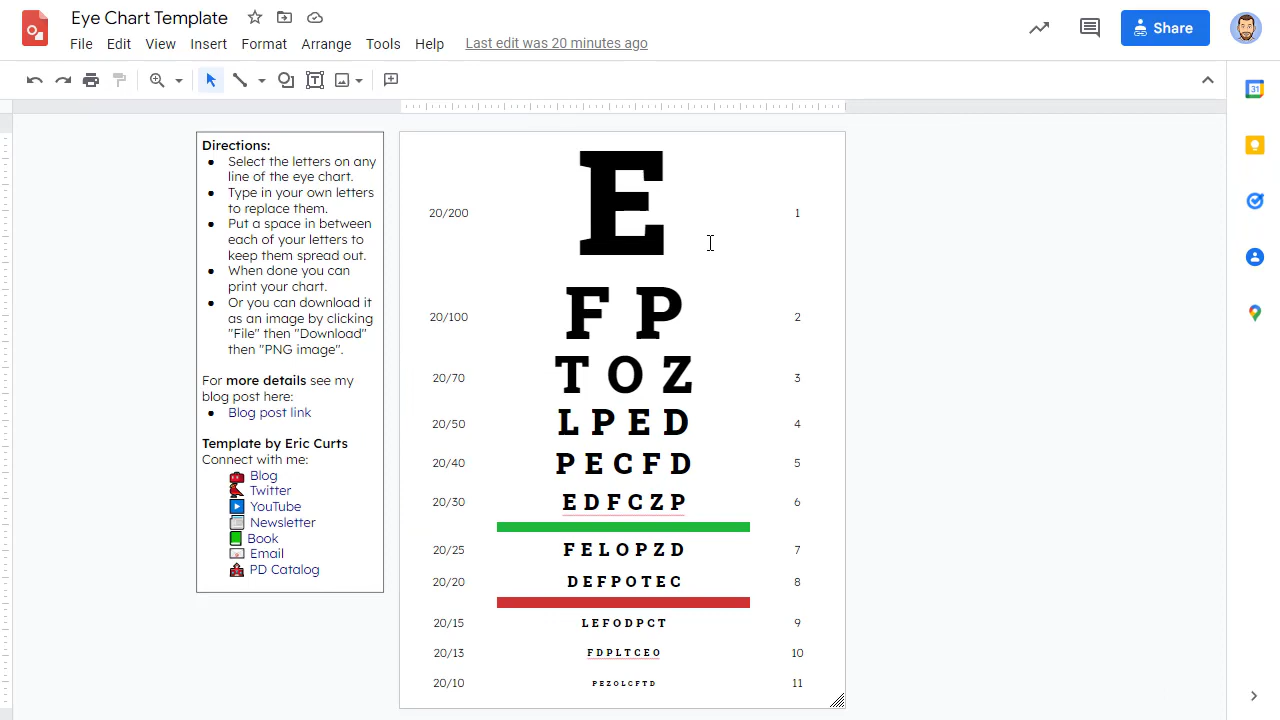 Eye Chart Template
File Edit View Insert Format Arrange Tools Help Last edit was 20 minutes ago
Share
31
Directions:
● Select the letters on any
line of the eye chart.
● Type in your own letters
to replace them.
● Put a space in between
each of your letters to
keep them spread out.
● When done you can
print your chart.
● Or you can download it
as an image by clicking
"File" then "Download"
then "PNG image".
For more details see my
blog post here:
● Blog post link
Template by Eric Curts
Connect with me:
Blog
Twitter
YouTube
Newsletter
Book
Email
PD Catalog
20/200 E 1
20/100 F P 2
20/70 T O Z 3
20/50 L P E D 4
20/40 P E C F D 5
20/30 E D F C Z P 6
20/25 F E L O P Z D 7
20/20 D E F P O T E C 8
20/15 L E F O D P C T 9
20/13 F D P L T C E O 10
20/10 P E Z O L C F T D 11